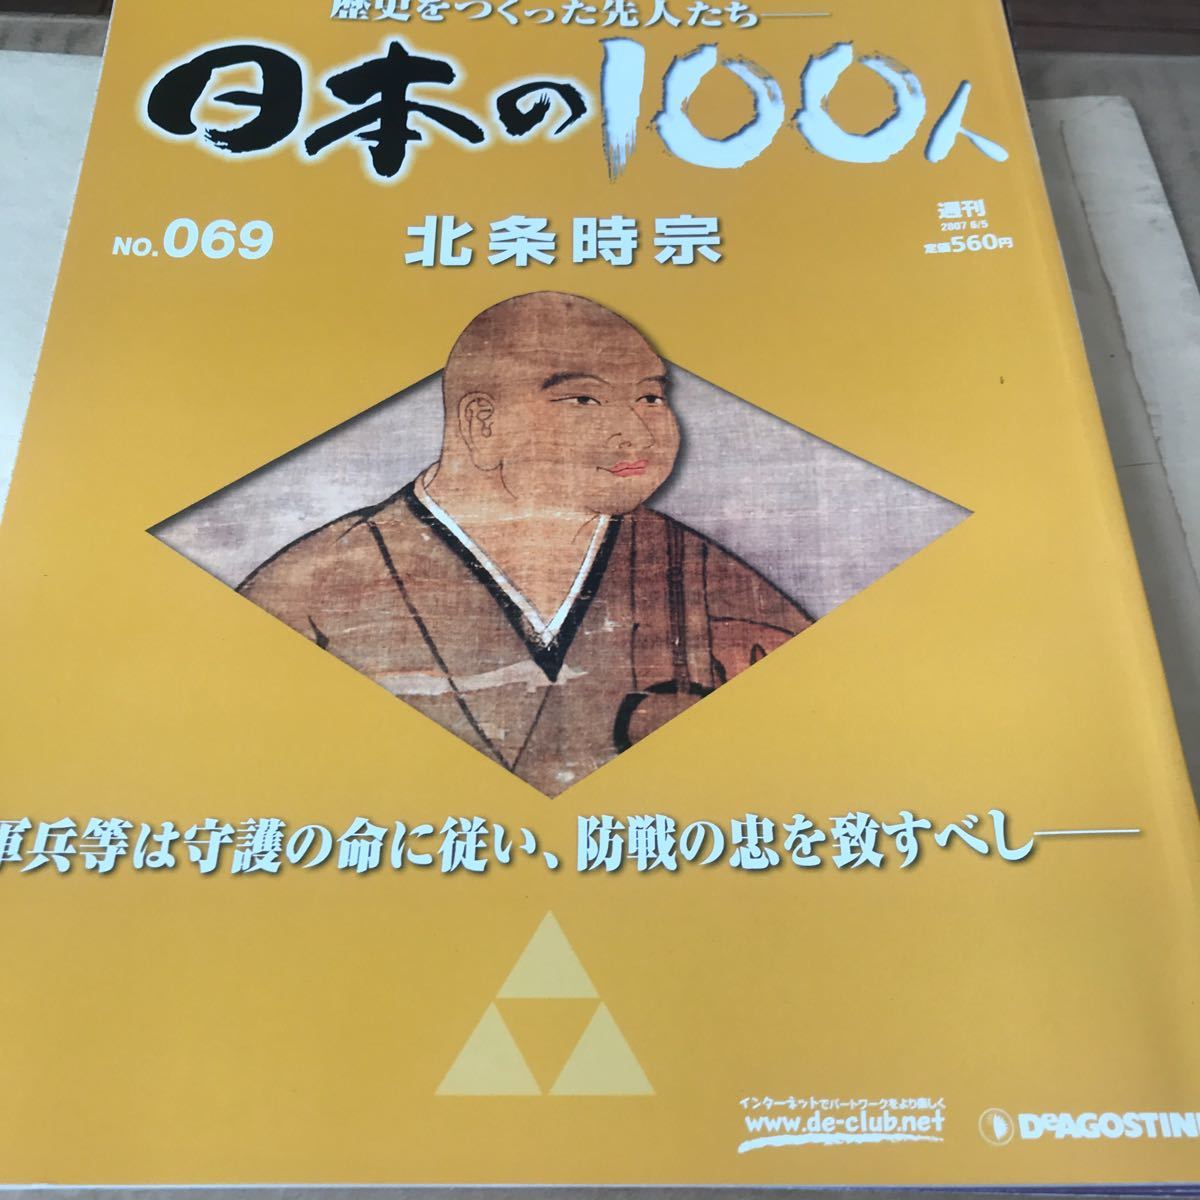 歴史をつくった先人たち──
日本の100人
NO.069
北条時宗
週刊
2007 6/5
定価560円
軍兵等は守護の命に従い、防戦の忠を致すべし──
インターネットでパートワークをより楽しく
www.de-club.net
DeAGOSTINI